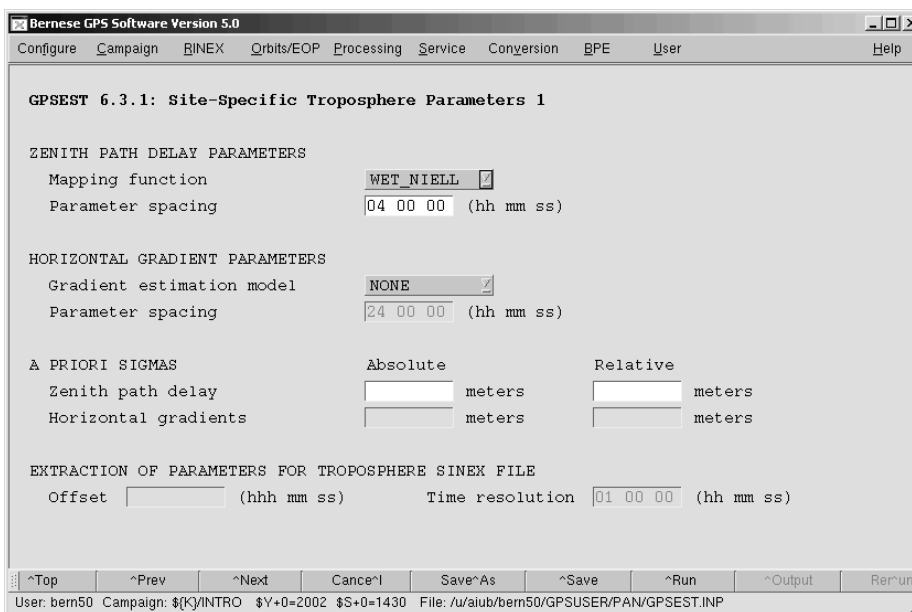 Bernese GPS Software Version 5.0
Configure Campaign RINEX Orbits/EOP Processing Service Conversion BPE User Help
GPSEST 6.3.1: Site-Specific Troposphere Parameters 1
ZENITH PATH DELAY PARAMETERS
Mapping function WET_NIELL
Parameter spacing 04 00 00 (hh mm ss)
HORIZONTAL GRADIENT PARAMETERS
Gradient estimation model NONE
Parameter spacing 24 00 00 (hh mm ss)
A PRIORI SIGMAS Absolute Relative
Zenith path delay meters meters
Horizontal gradients meters meters
EXTRACTION OF PARAMETERS FOR TROPOSPHERE SINEX FILE
Offset (hhh mm ss) Time resolution 01 00 00 (hh mm ss)
^Top ^Prev ^Next Cance^l Save^As ^Save ^Run ^Output Rer^un
User: bern50 Campaign: ${K}/INTRO $Y+0=2002 $S+0=1430 File: /u/aiub/bern50/GPSUSER/PAN/GPSEST.INP